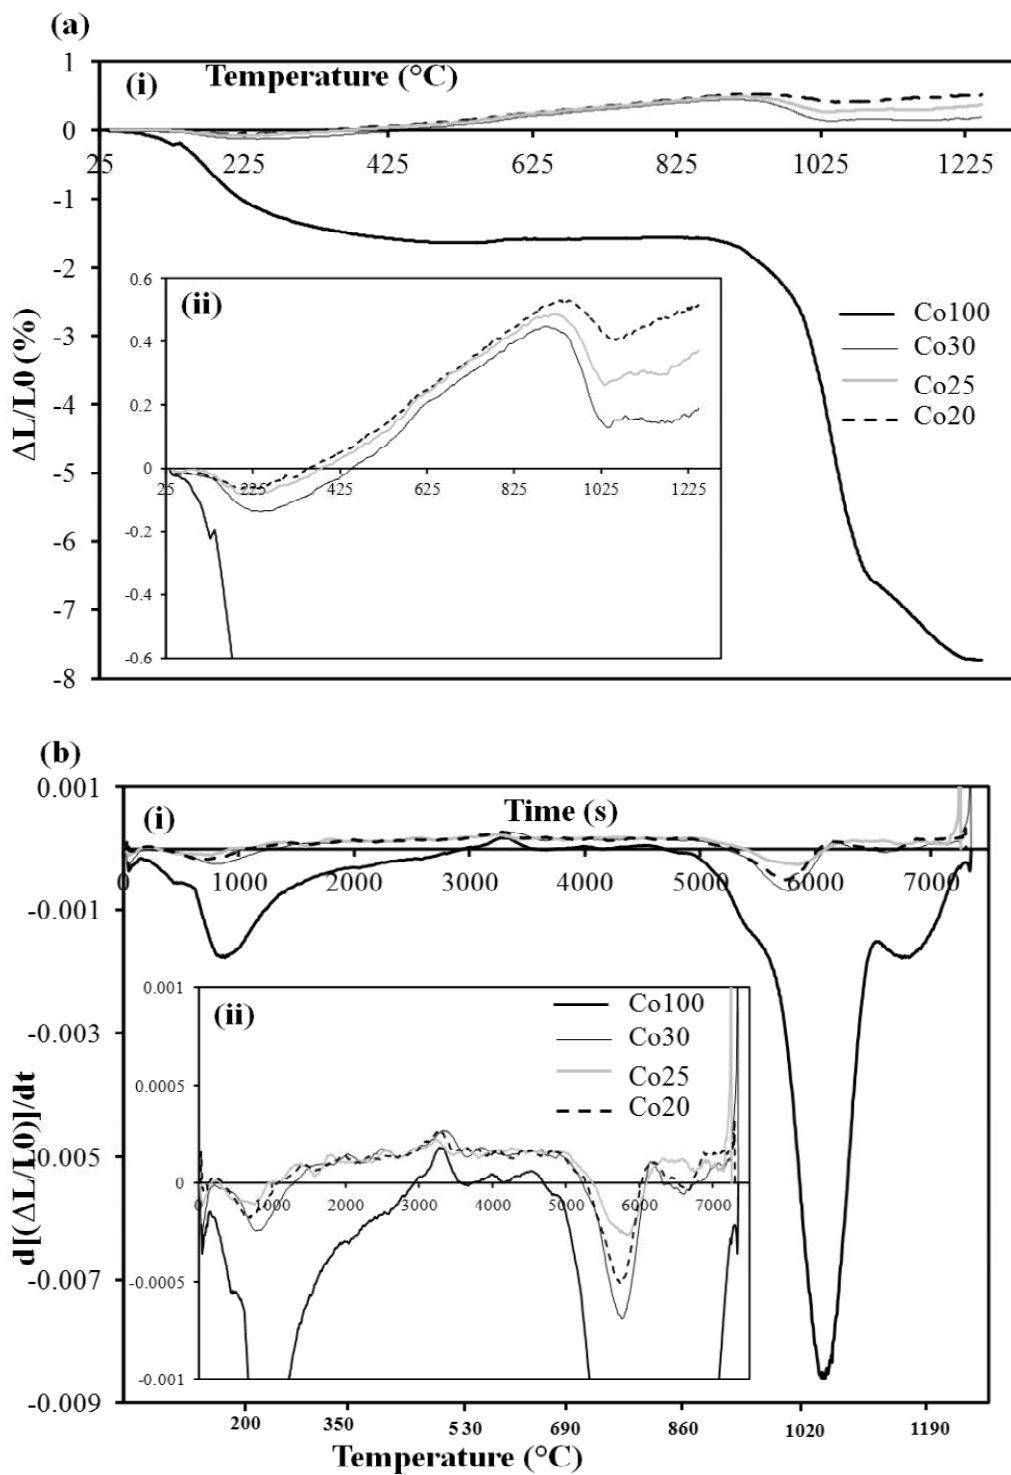 (a)
1
(i) Temperature (°C)
0
25 225 425 625 825 1025 1225
-1
-2
-3
-4
-5
-6
-7
-8
ΔL/L0 (%)
0.6
(ii)
0.4
0.2
0
25 225 425 625 825 1025 1225
-0.2
-0.4
-0.6
Co100
Co30
Co25
Co20
(b)
0.001
(i) Time (s)
0 1000 2000 3000 4000 5000 6000 7000
-0.001
-0.003
-0.005
-0.007
-0.009
d[(ΔL/L0)]/dt
0.001
(ii)
Co100
Co30
Co25
Co20
0.0005
0
0 1000 2000 3000 4000 5000 6000 7000
-0.0005
-0.001
200 350 530 690 860 1020 1190
Temperature (°C)